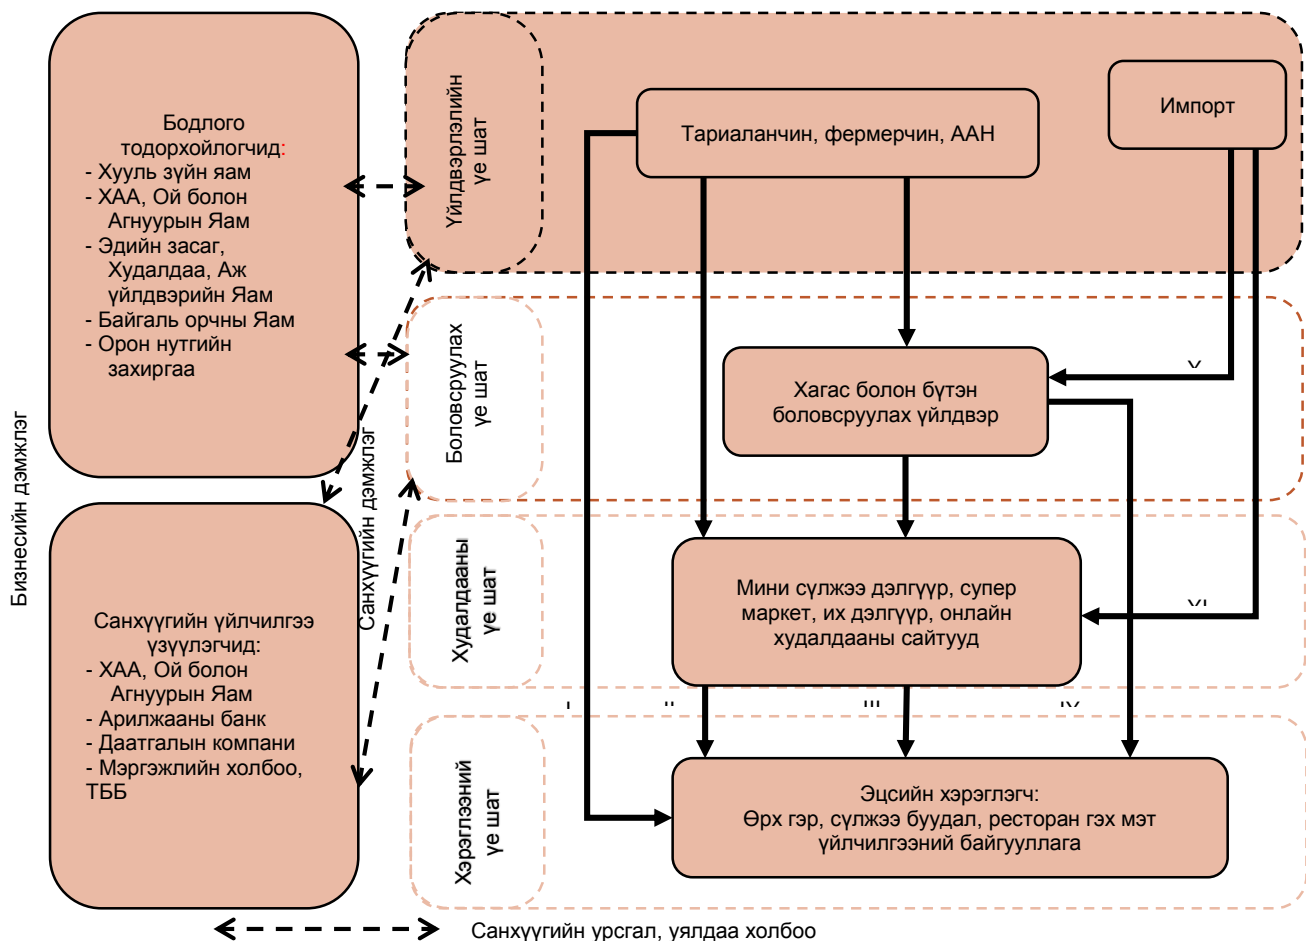 Бизнесийн дэмжлэг
Бодлого
тодорхойлогчид:
- Хууль зүйн яам
- ХАА, Ой болон
Агнуурын Яам
- Эдийн засаг,
Худалдаа, Аж
үйлдвэрийн Яам
- Байгаль орчны Яам
- Орон нутгийн
захиргаа
Санхүүгийн үйлчилгээ
үзүүлэгчид:
- ХАА, Ой болон
Агнуурын Яам
- Арилжааны банк
- Даатгалын компани
- Мэргэжлийн холбоо,
ТББ
Санхүүгийн дэмжлэг
Үйлдвэрлэлийн
үе шат
Тариаланчин, фермерчин, ААН
Импорт
Боловсруулах
үе шат
Хагас болон бүтэн
боловсруулах үйлдвэр
Худалдааны
үе шат
Мини сүлжээ дэлгүүр, супер
маркет, их дэлгүүр, онлайн
худалдааны сайтууд
Хэрэглээний
үе шат
Эцсийн хэрэглэгч:
Өрх гэр, сүлжээ буудал, ресторан гэх мэт
үйлчилгээний байгууллага
Санхүүгийн урсгал, уялдаа холбоо